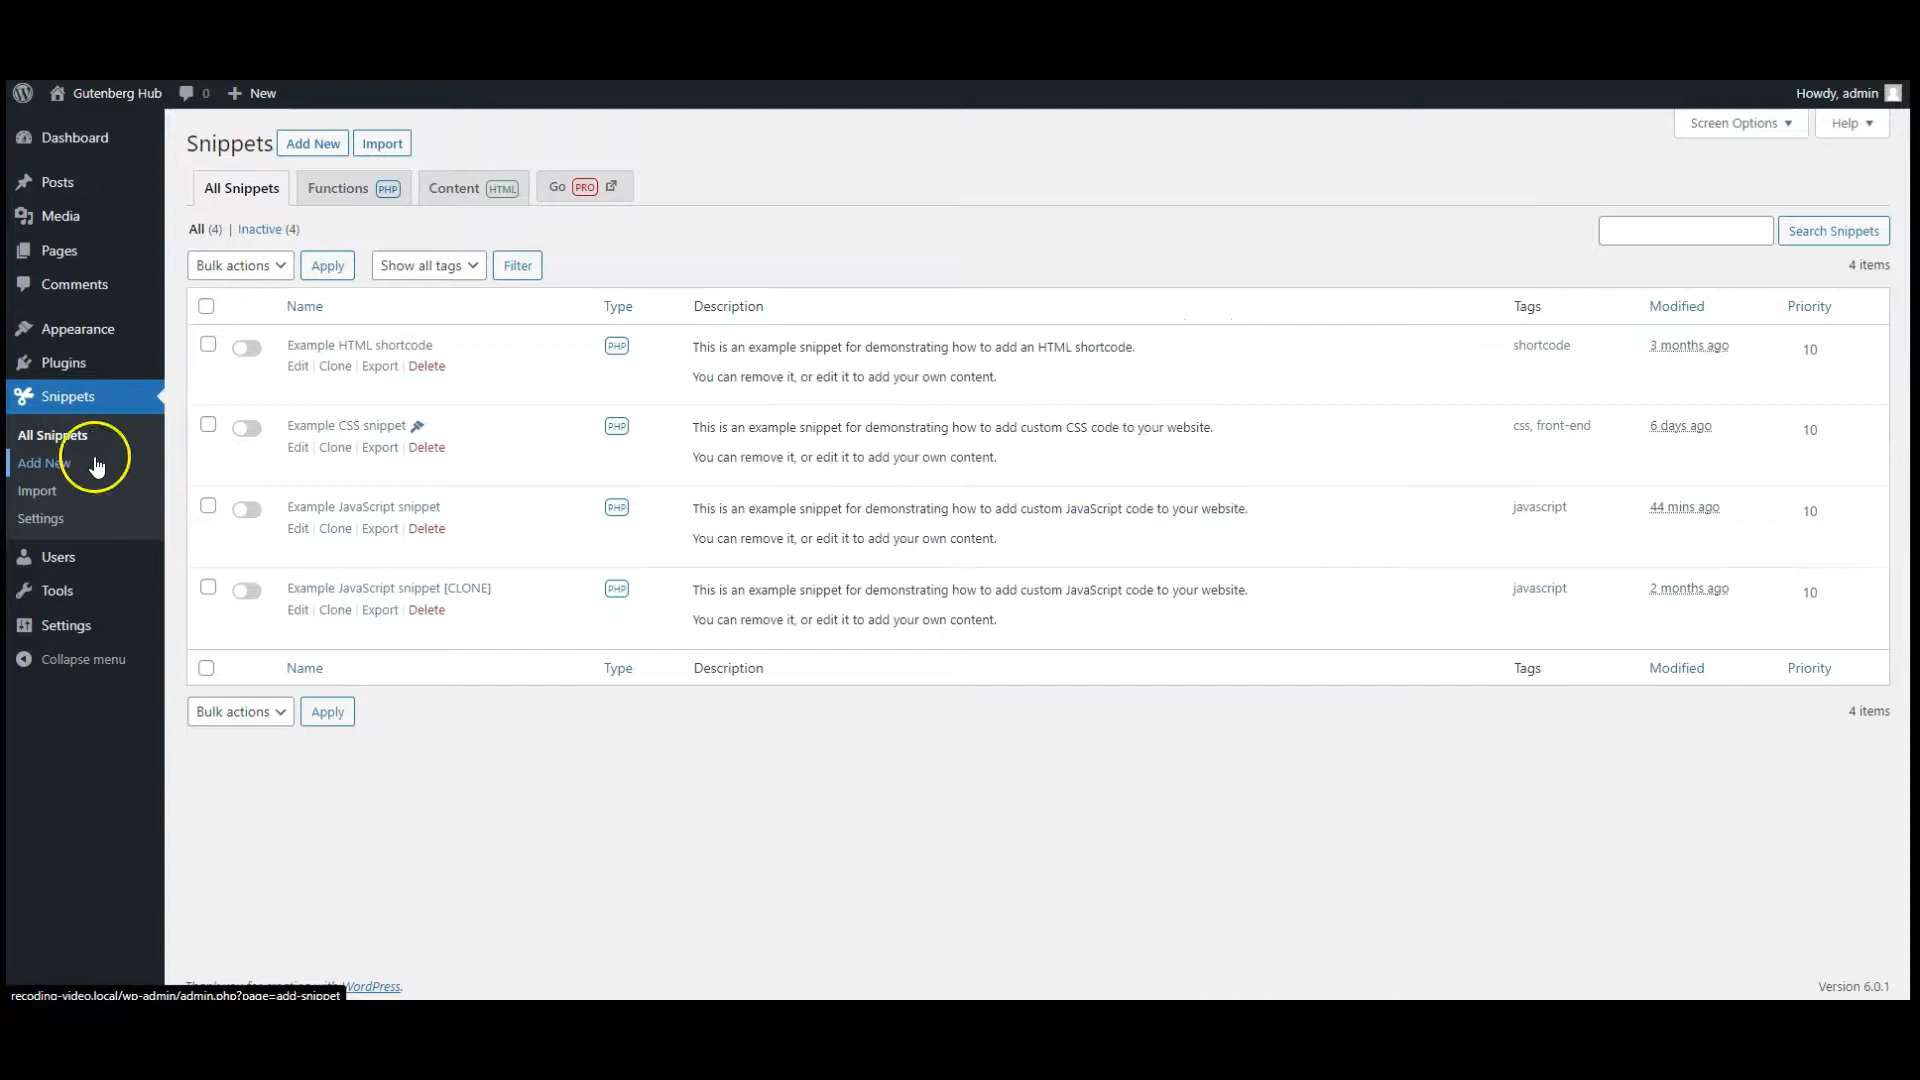 Gutenberg Hub 0 New Howdy, admin
Screen Options Help
Dashboard
Posts
Media
Pages
Comments
Appearance
Plugins
Snippets
All Snippets
Add New
Import
Settings
Users
Tools
Settings
Collapse menu
Snippets Add New Import
All Snippets Functions PHP Content HTML Go PRO
All (4) | Inactive (4)
Search Snippets
Bulk actions Apply Show all tags Filter 4 items
Name Type Description Tags Modified Priority
Example HTML shortcode PHP This is an example snippet for demonstrating how to add an HTML shortcode. shortcode 3 months ago 10
Edit | Clone | Export | Delete You can remove it, or edit it to add your own content.
Example CSS snippet PHP This is an example snippet for demonstrating how to add custom CSS code to your website. css, front-end 6 days ago 10
Edit | Clone | Export | Delete You can remove it, or edit it to add your own content.
Example JavaScript snippet PHP This is an example snippet for demonstrating how to add custom JavaScript code to your website. javascript 44 mins ago 10
Edit | Clone | Export | Delete You can remove it, or edit it to add your own content.
Example JavaScript snippet [CLONE] PHP This is an example snippet for demonstrating how to add custom JavaScript code to your website. javascript 2 months ago 10
Edit | Clone | Export | Delete You can remove it, or edit it to add your own content.
Name Type Description Tags Modified Priority
Bulk actions Apply 4 items
Thank you for creating with WordPress. Version 6.0.1
recoding-video.local/wp-admin/admin.php?page=add-snippet